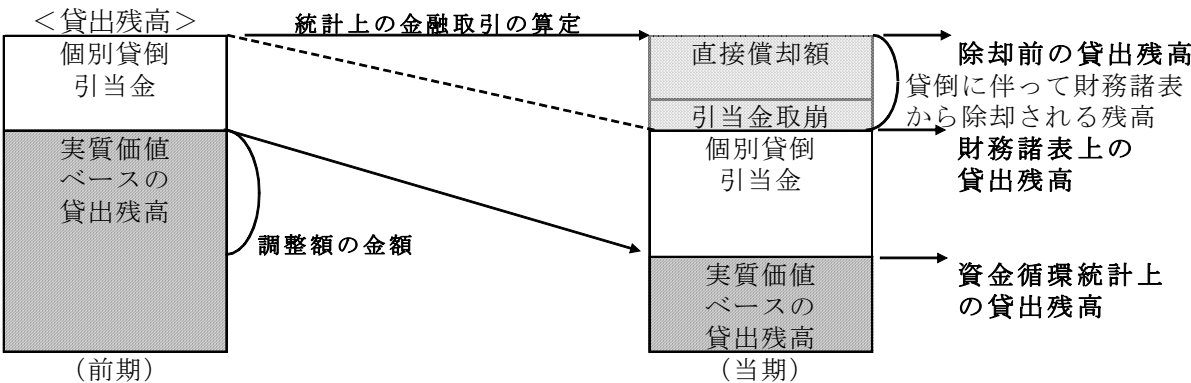 ＜貸出残高＞
統計上の金融取引の算定
個別貸倒
引当金
実質価値
ベースの
貸出残高
調整額の金額
（前期）
直接償却額
引当金取崩
個別貸倒
引当金
実質価値
ベースの
貸出残高
（当期）
除却前の貸出残高
貸倒に伴って財務諸表
から除却される残高
財務諸表上の
貸出残高
資金循環統計上
の貸出残高